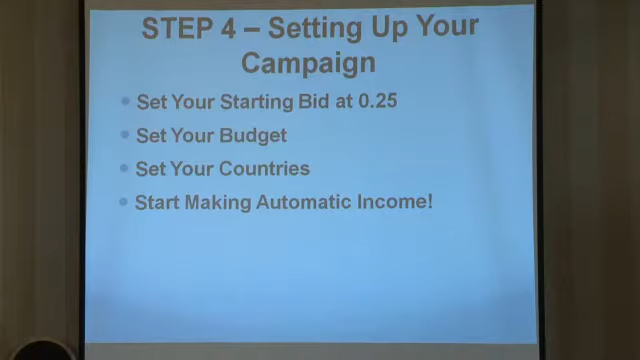 STEP 4 – Setting Up Your
Campaign
Set Your Starting Bid at 0.25
Set Your Budget
Set Your Countries
Start Making Automatic Income!